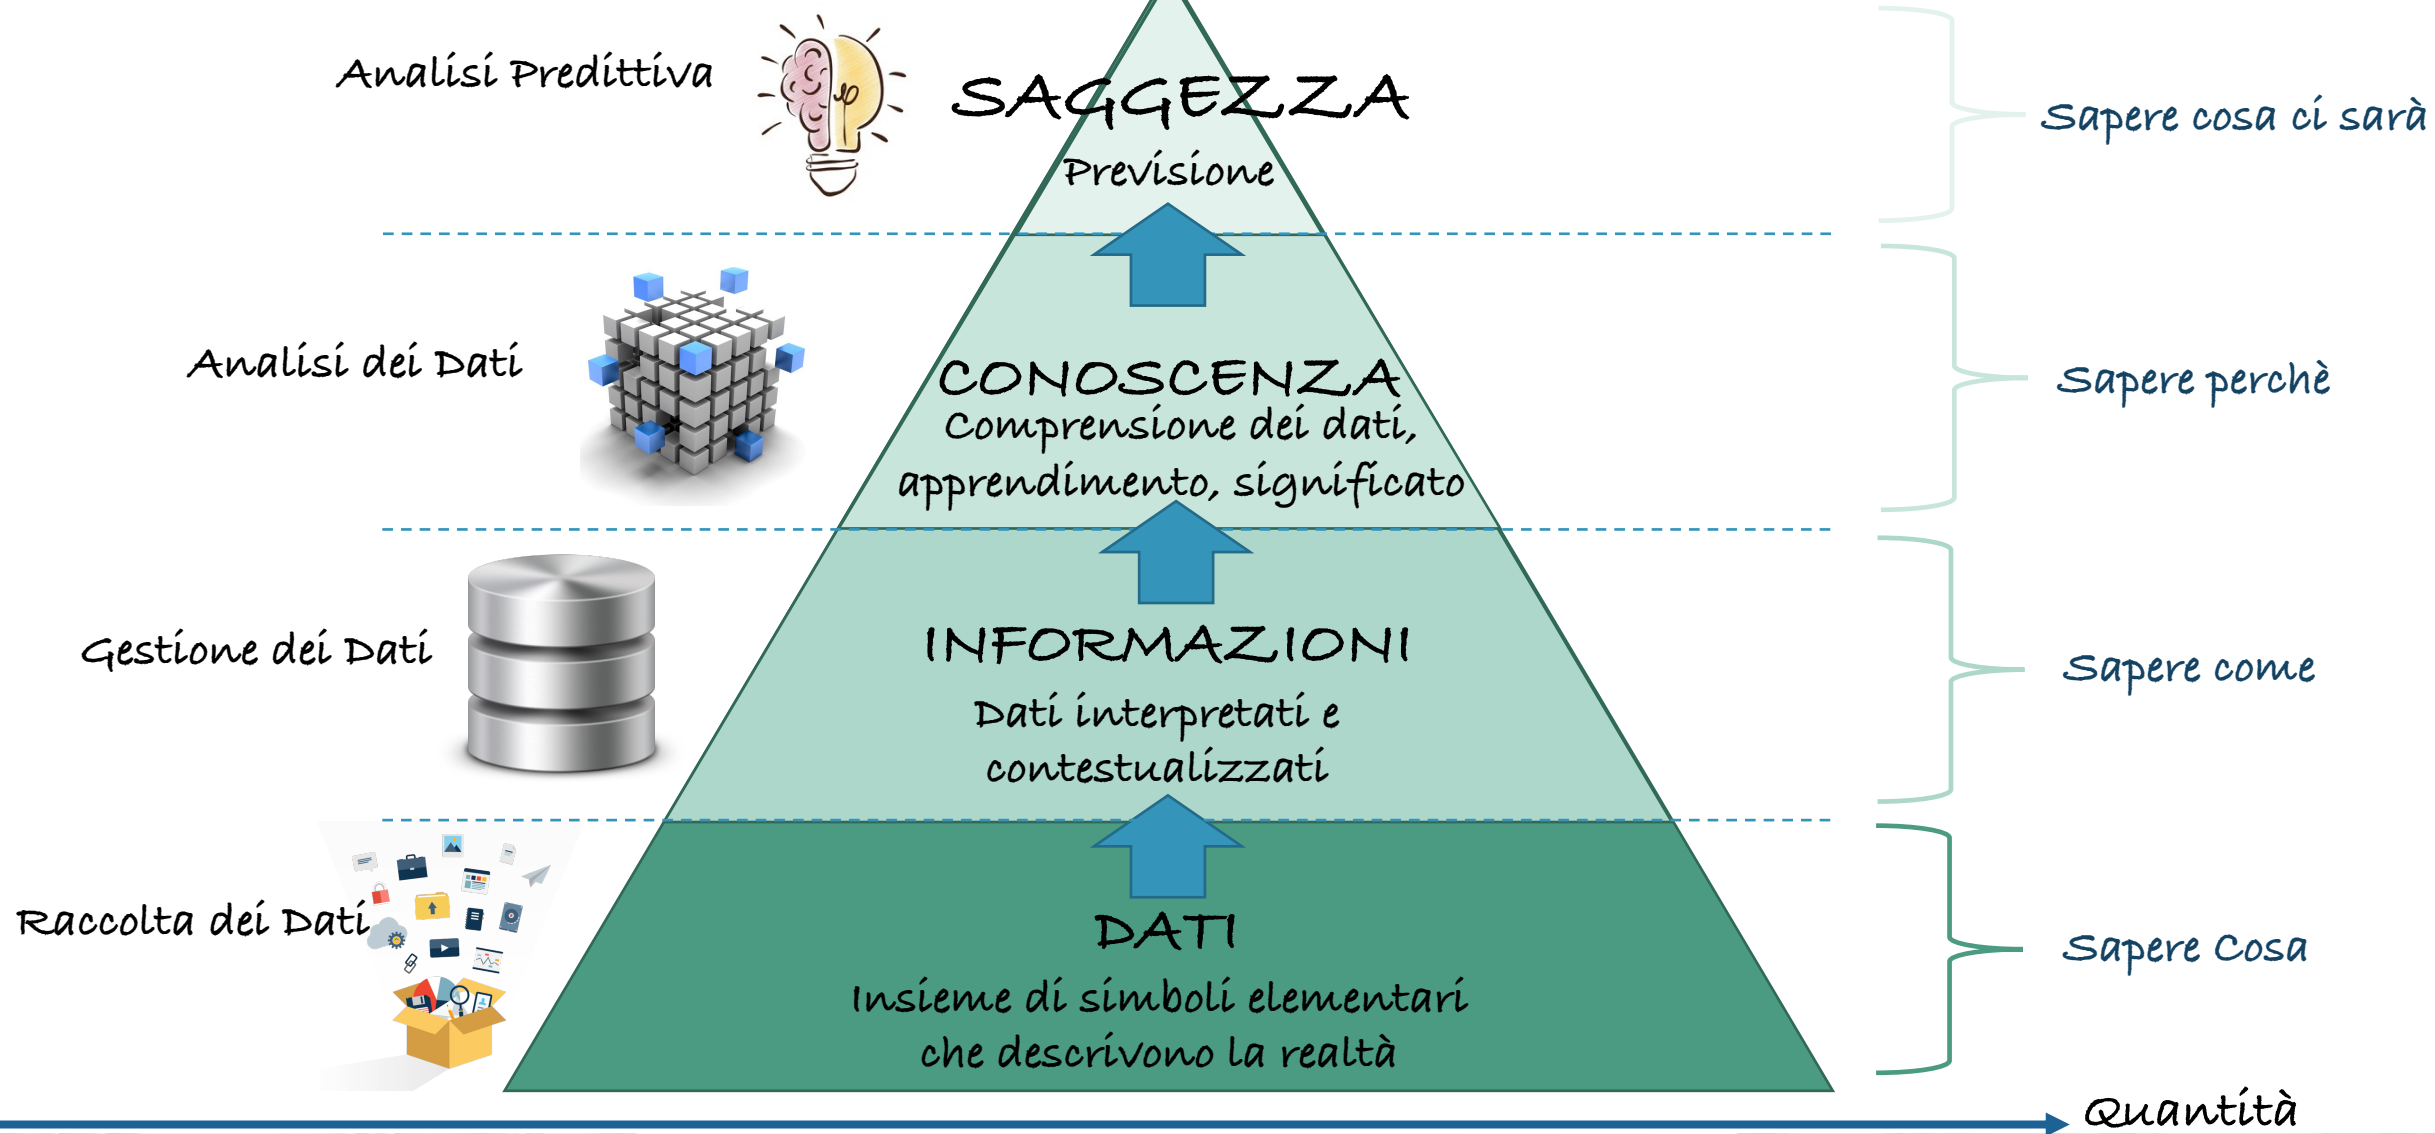 Analisi Predittiva
SAGGEZZA
Previsione
Sapere cosa ci sarà
Analisi dei Dati
CONOSCENZA
Comprensione dei dati,
apprendimento, significato
Sapere perchè
Gestione dei Dati
INFORMAZIONI
Dati interpretati e
contestualizzati
Sapere come
Raccolta dei Dati
DATI
Insieme di simboli elementari
che descrivono la realtà
Sapere Cosa
Quantità